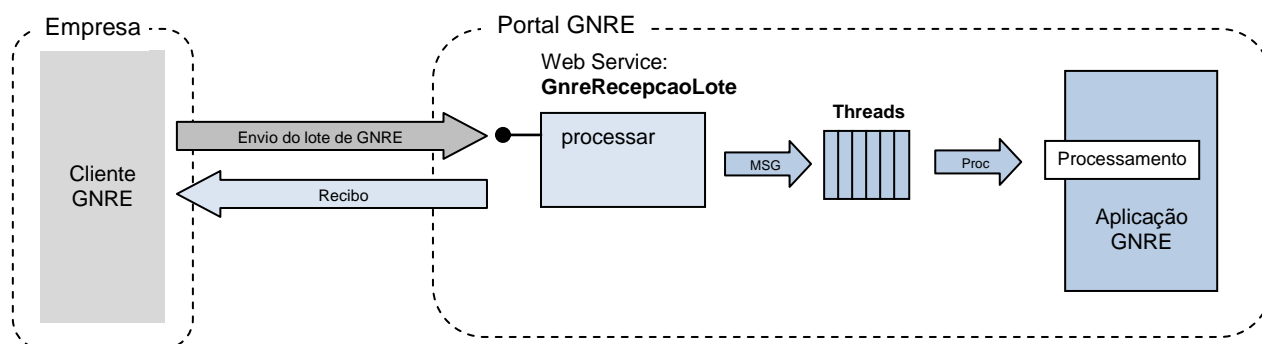 Empresa
Portal GNRE
Web Service:
GnreRecepcaoLote
Threads
Envio do lote de GNRE
processar
Processamento
Cliente
GNRE
MSG
Proc
Recibo
Aplicação
GNRE